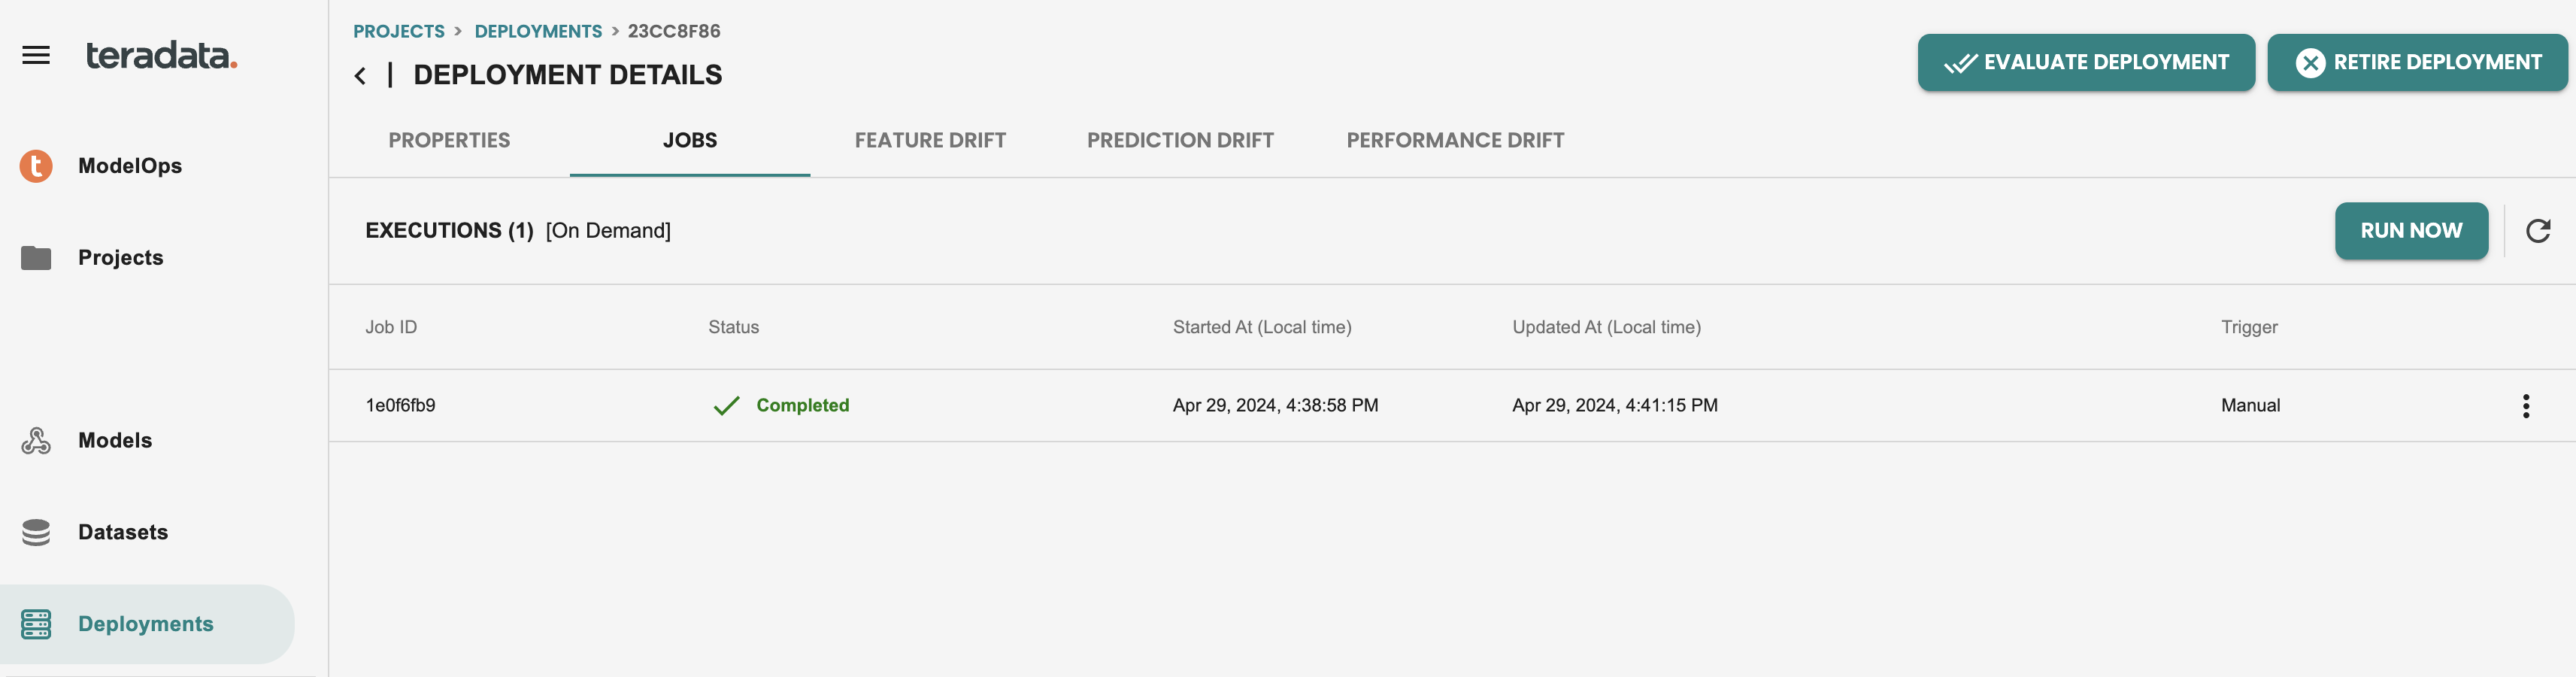 teradata.
ModelOps
Projects
Models
Datasets
Deployments
PROJECTS > DEPLOYMENTS > 23CC8F86
< | DEPLOYMENT DETAILS
EVALUATE DEPLOYMENT
RETIRE DEPLOYMENT
PROPERTIES JOBS FEATURE DRIFT PREDICTION DRIFT PERFORMANCE DRIFT
EXECUTIONS (1) [On Demand]
RUN NOW
Job ID Status Started At (Local time) Updated At (Local time) Trigger
1e0f6fb9 Completed Apr 29, 2024, 4:38:58 PM Apr 29, 2024, 4:41:15 PM Manual